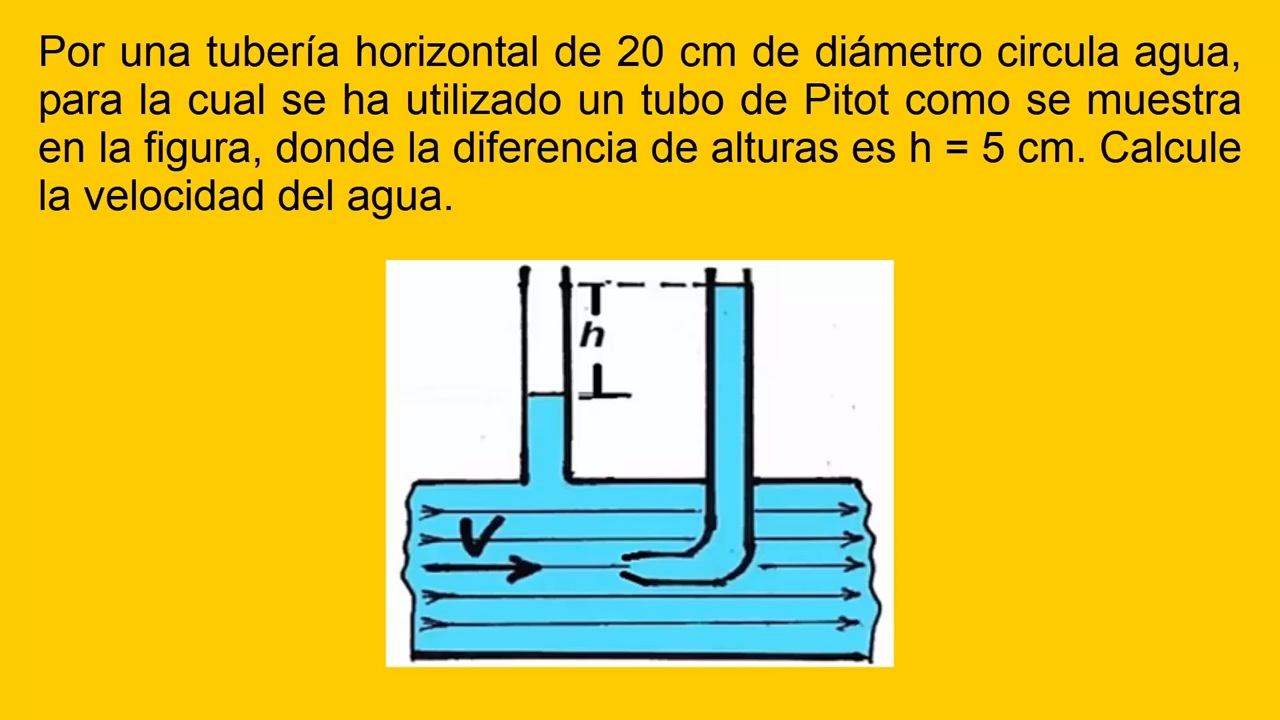 Por una tubería horizontal de 20 cm de diámetro circula agua,
para la cual se ha utilizado un tubo de Pitot como se muestra
en la figura, donde la diferencia de alturas es h = 5 cm. Calcule
la velocidad del agua.
h
V